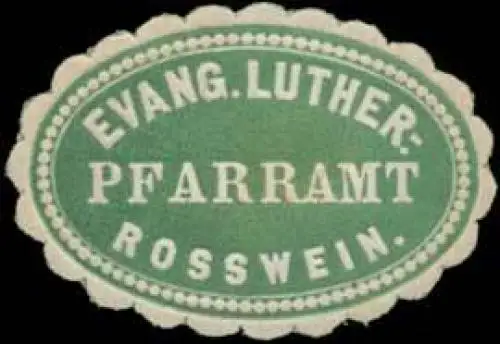 EVANG. LUTHER.-
PFARRAMT
ROSSWEIN.